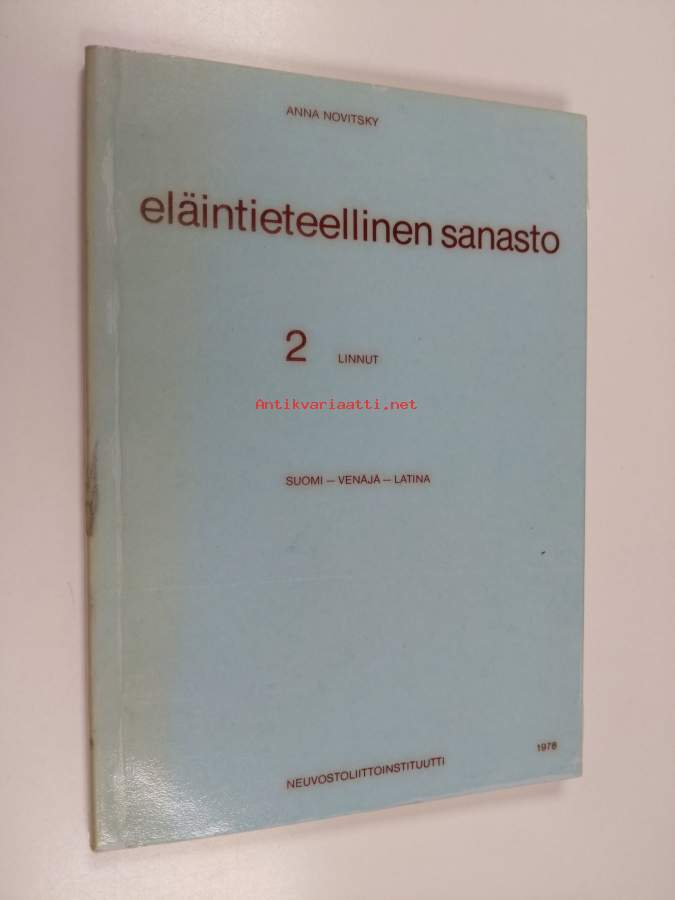 ANNA NOVITSKY
eläintieteellinen sanasto
2 LINNUT
Antikvariaatti.net
SUOMI — VENÄJÄ — LATINA
1978
NEUVOSTOLIITTOINSTITUUTTI